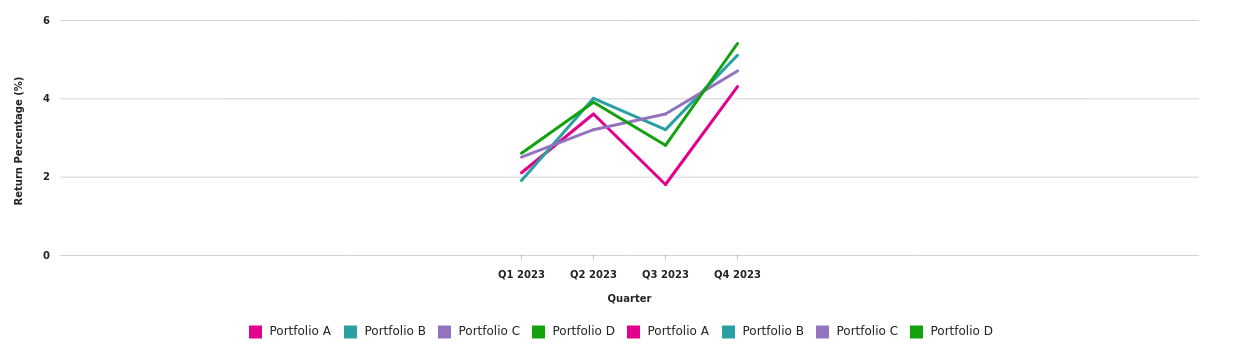 6
4
2
0
Return Percentage (%)
Q1 2023 Q2 2023 Q3 2023 Q4 2023
Quarter
Portfolio A Portfolio B Portfolio C Portfolio D Portfolio A Portfolio B Portfolio C Portfolio D